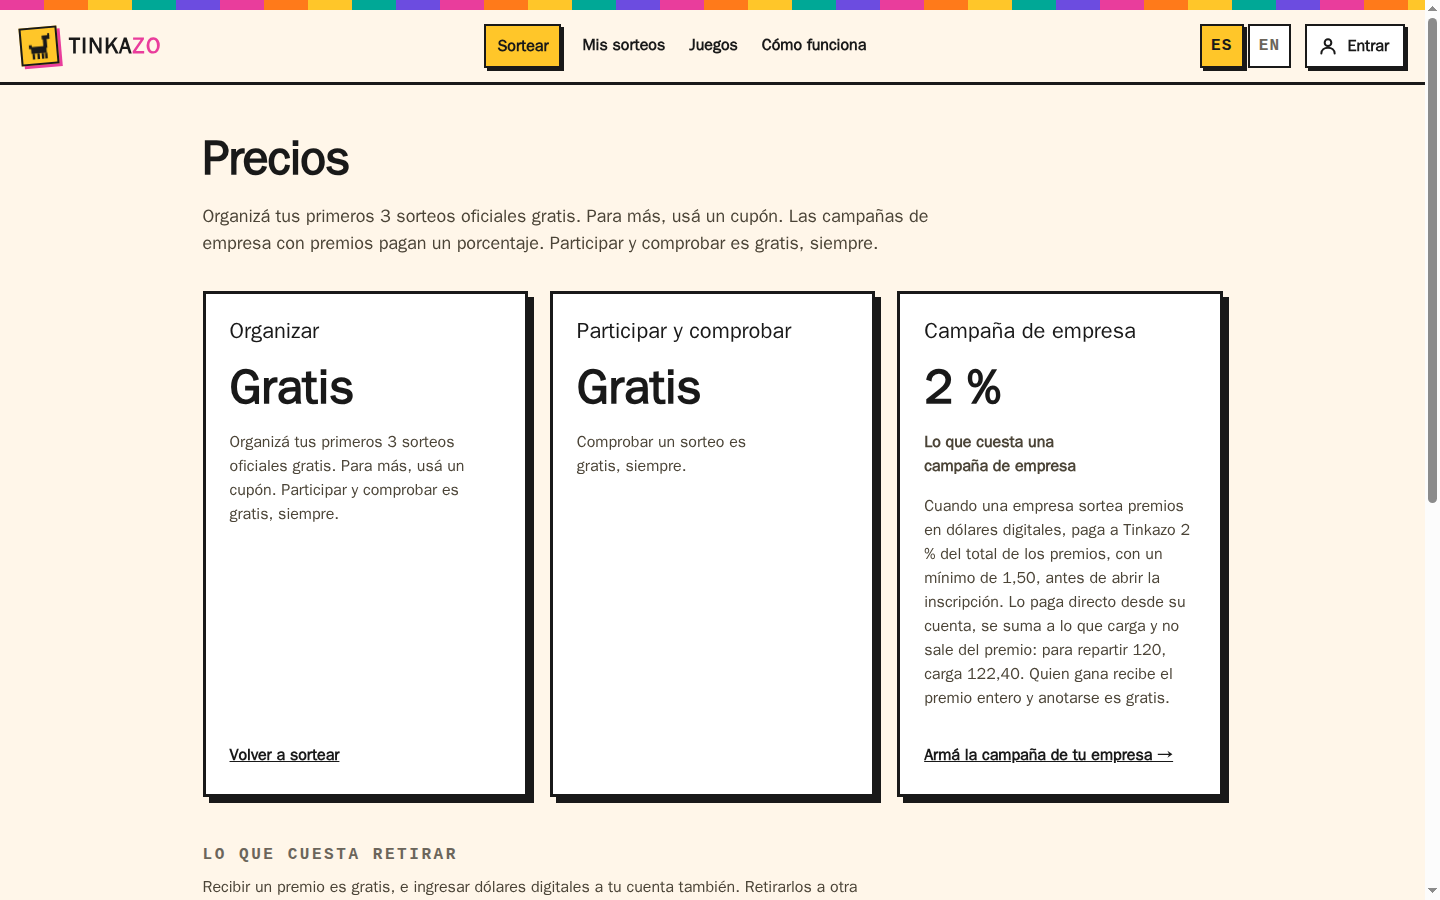 TINKAZO
Sortear
Mis sorteos
Juegos
Cómo funciona
ES
EN
Entrar
Precios
Organizá tus primeros 3 sorteos oficiales gratis. Para más, usá un cupón. Las campañas de
empresa con premios pagan un porcentaje. Participar y comprobar es gratis, siempre.
Organizar
Gratis
Organizá tus primeros 3 sorteos
oficiales gratis. Para más, usá un
cupón. Participar y comprobar es
gratis, siempre.
Volver a sortear
Participar y comprobar
Gratis
Comprobar un sorteo es
gratis, siempre.
Campaña de empresa
2 %
Lo que cuesta una
campaña de empresa
Cuando una empresa sortea premios
en dólares digitales, paga a Tinkazo 2
% del total de los premios, con un
mínimo de 1,50, antes de abrir la
inscripción. Lo paga directo desde su
cuenta, se suma a lo que carga y no
sale del premio: para repartir 120,
carga 122,40. Quien gana recibe el
premio entero y anotarse es gratis.
Armá la campaña de tu empresa →
LO QUE CUESTA RETIRAR
Recibir un premio es gratis, e ingresar dólares digitales a tu cuenta también. Retirarlos a otra